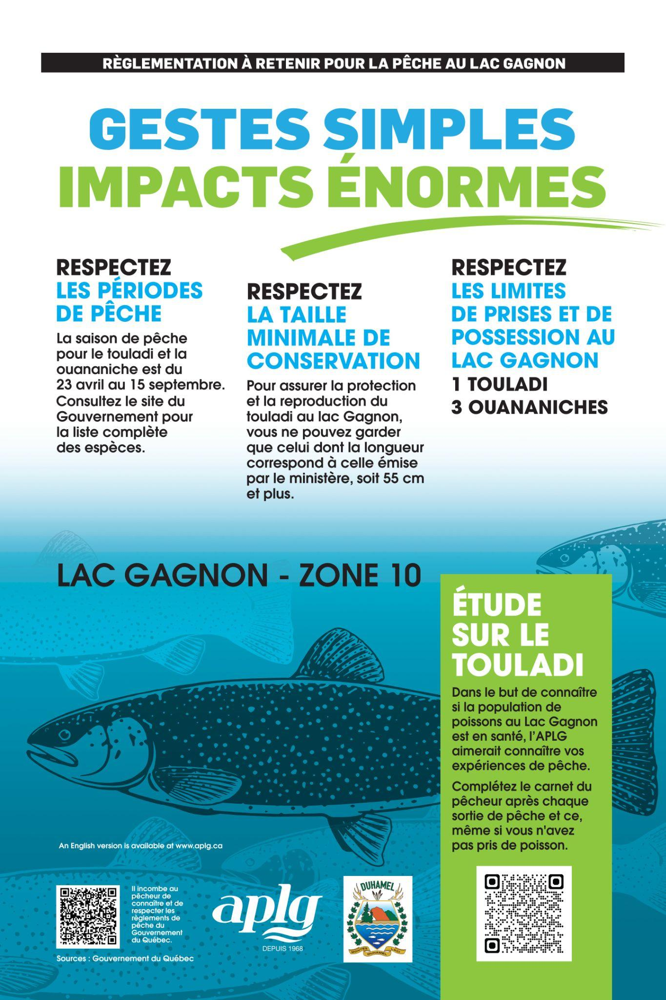 RÈGLEMENTATION À RETENIR POUR LA PÊCHE AU LAC GAGNON
GESTES SIMPLES
IMPACTS ÉNORMES
RESPECTEZ
LES PÉRIODES
DE PÊCHE
La saison de pêche
pour le touladi et la
ouananiche est du
23 avril au 15 septembre.
Consultez le site du
Gouvernement pour
la liste complète
des espèces.
RESPECTEZ
LA TAILLE
MINIMALE DE
CONSERVATION
Pour assurer la protection
et la reproduction du
touladi au lac Gagnon,
vous ne pouvez garder
que celui dont la longueur
correspond à celle émise
par le ministère, soit 55 cm
et plus.
RESPECTEZ
LES LIMITES
DE PRISES ET DE
POSSESSION AU
LAC GAGNON
1 TOULADI
3 OUANANICHES
LAC GAGNON - ZONE 10
ÉTUDE
SUR LE
TOULADI
Dans le but de connaître
si la population de
poissons au Lac Gagnon
est en santé, l'APLG
aimerait connaître vos
expériences de pêche.
Complétez le carnet du
pêcheur après chaque
sortie de pêche et ce,
même si vous n'avez
pas pris de poisson.
An English version is available at www.aplg.ca
Il incombe au
pêcheur de
connaître et de
respecter les
règlements de
pêche du
Gouvernement
du Québec.
Sources : Gouvernement du Québec
aplg
DEPUIS 1968
DUHAMEL
MONTES DUHAMEL LACI